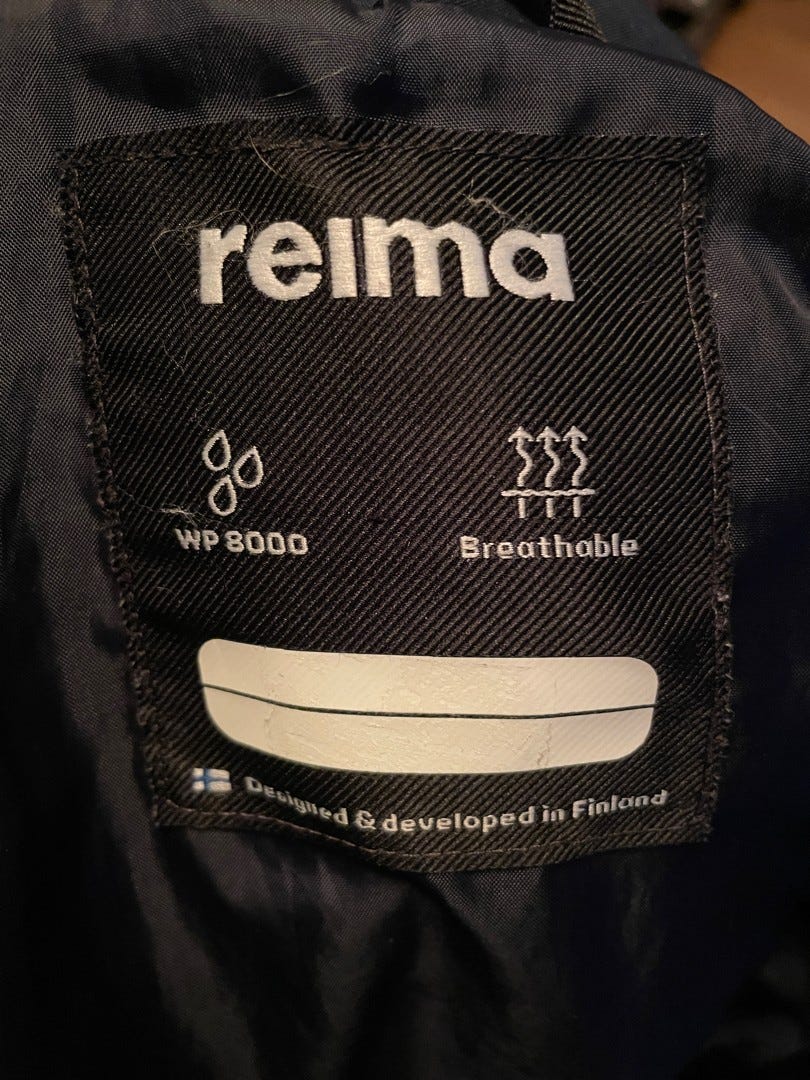 reima
WP 8000
Breathable
Designed & developed in Finland